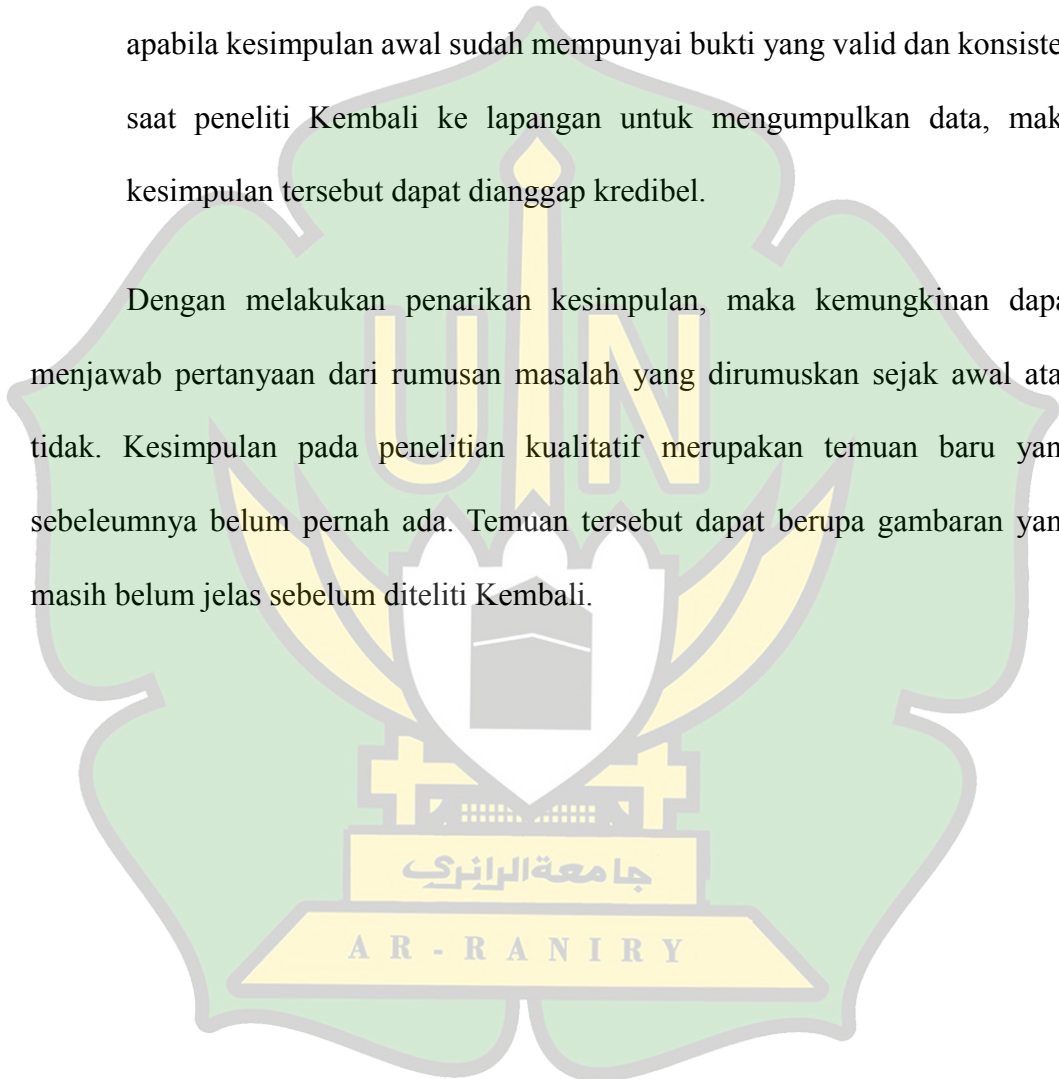 apabila kesimpulan awal sudah mempunyai bukti yang valid dan konsiste
saat peneliti Kembali ke lapangan untuk mengumpulkan data, mak
kesimpulan tersebut dapat dianggap kredibel.
Dengan melakukan penarikan kesimpulan, maka kemungkinan dapa
menjawab pertanyaan dari rumusan masalah yang dirumuskan sejak awal ata
tidak. Kesimpulan pada penelitian kualitatif merupakan temuan baru yan
sebeleumnya belum pernah ada. Temuan tersebut dapat berupa gambaran yan
masih belum jelas sebelum diteliti Kembali.
UIN
جامعةالرانري
AR-RANIRY